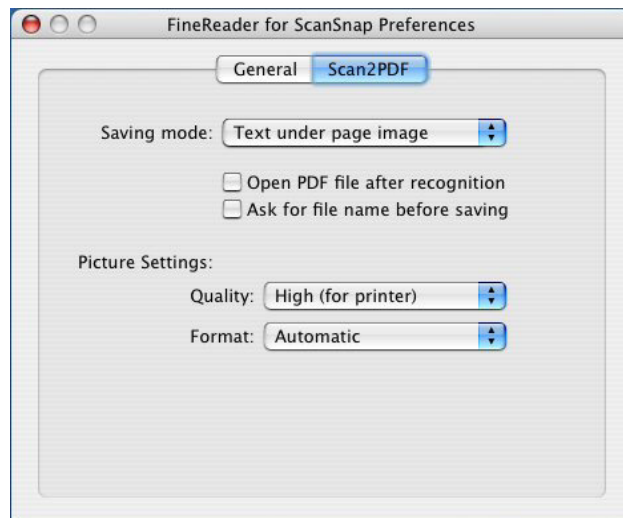 FineReader for ScanSnap Preferences
General Scan2PDF
Saving mode: Text under page image
Open PDF file after recognition
Ask for file name before saving
Picture Settings:
Quality: High (for printer)
Format: Automatic